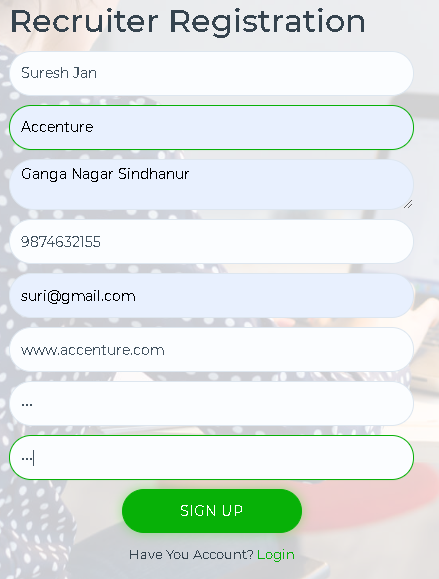 Recruiter Registration
Suresh Jan
Accenture
Ganga Nagar Sindhanur
9874632155
suri@gmail.com
www.accenture.com
...
...
SIGN UP
Have You Account? Login